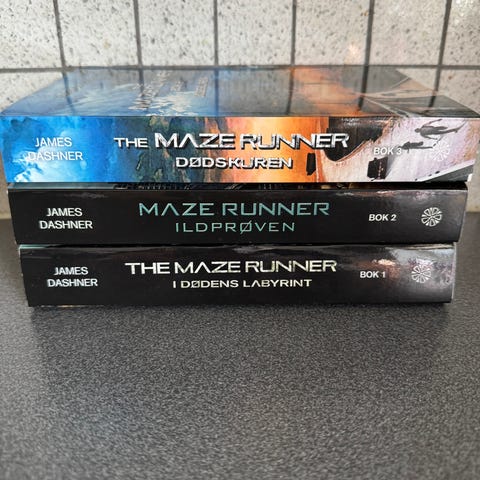 JAMES
DASHNER
THE MAZE RUNNER
DØDSKUREN
BOK 3
JAMES
DASHNER
MAZE RUNNER
ILDPRØVEN
BOK 2
JAMES
DASHNER
THE MAZE RUNNER
I DØDENS LABYRINT
BOK 1